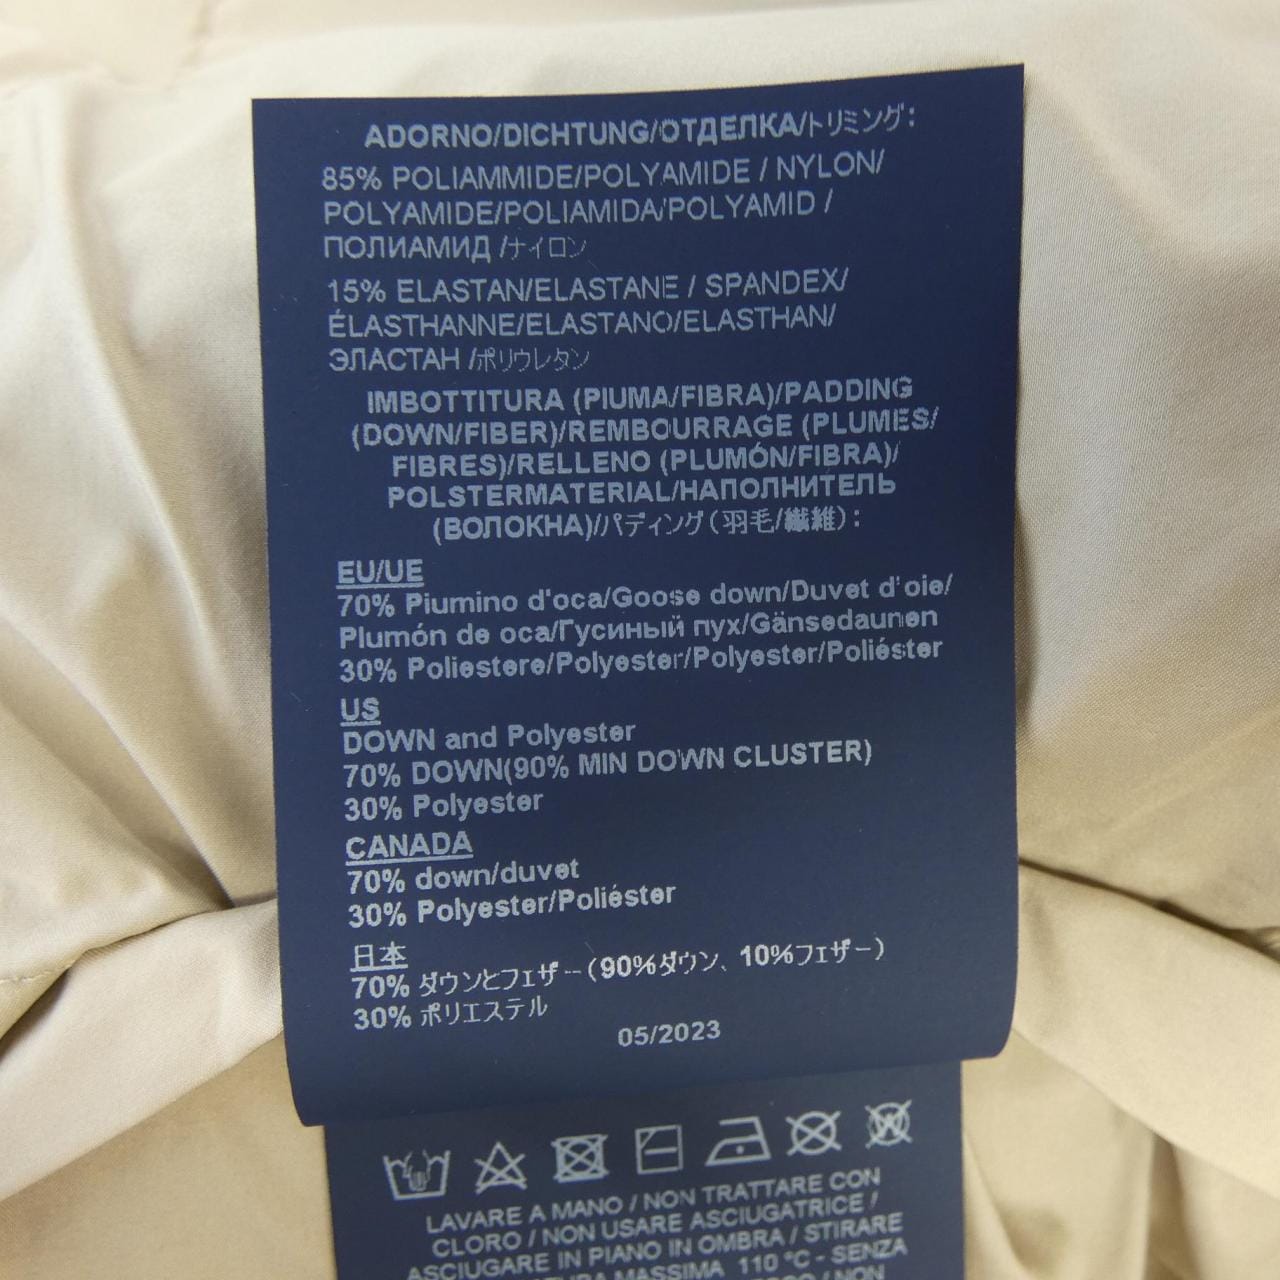 ADORNO/DICHTUNG/ОТДЕЛКА/トリミング:
85% POLIAMMIDE/POLYAMIDE / NYLON/
POLYAMIDE/POLIAMIDA/POLYAMID /
ПОЛИАМИД /ナイロン
15% ELASTAN/ELASTANE / SPANDEX/
ÉLASTHANNE/ELASTANO/ELASTHAN/
ЭЛАСТАН /ポリウレタン
IMBOTTITURA (PIUMA/FIBRA)/PADDING
(DOWN/FIBER)/REMBOURRAGE (PLUMES/
FIBRES)/RELLENO (PLUMÓN/FIBRA)/
POLSTERMATERIAL/НАПОЛНИТЕЛЬ
(ВОЛОКНА)/パディング(羽毛/繊維):
EU/UE
70% Piumino d'oca/Goose down/Duvet d'oie/
Plumón de oca/Гусиный пух/Gänsedaunen
30% Poliestere/Polyester/Polyester/Poliéster
US
DOWN and Polyester
70% DOWN(90% MIN DOWN CLUSTER)
30% Polyester
CANADA
70% down/duvet
30% Polyester/Poliéster
日本
70% ダウンとフェザー(90%ダウン、10%フェザー)
30% ポリエステル
05/2023
LAVARE A MANO / NON TRATTARE CON
CLORO / NON USARE ASCIUGATRICE /
ASCIUGARE IN PIANO IN OMBRA / STIRARE
MASSIMA 110 °C - SENZA
NON